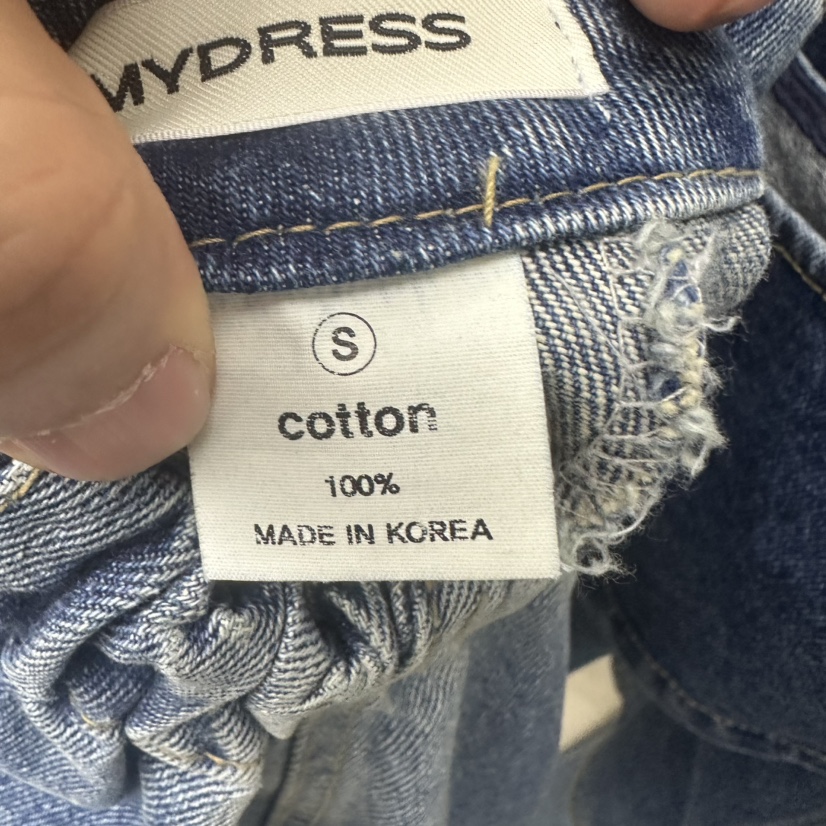 MYDRESS
S
cotton
100%
MADE IN KOREA